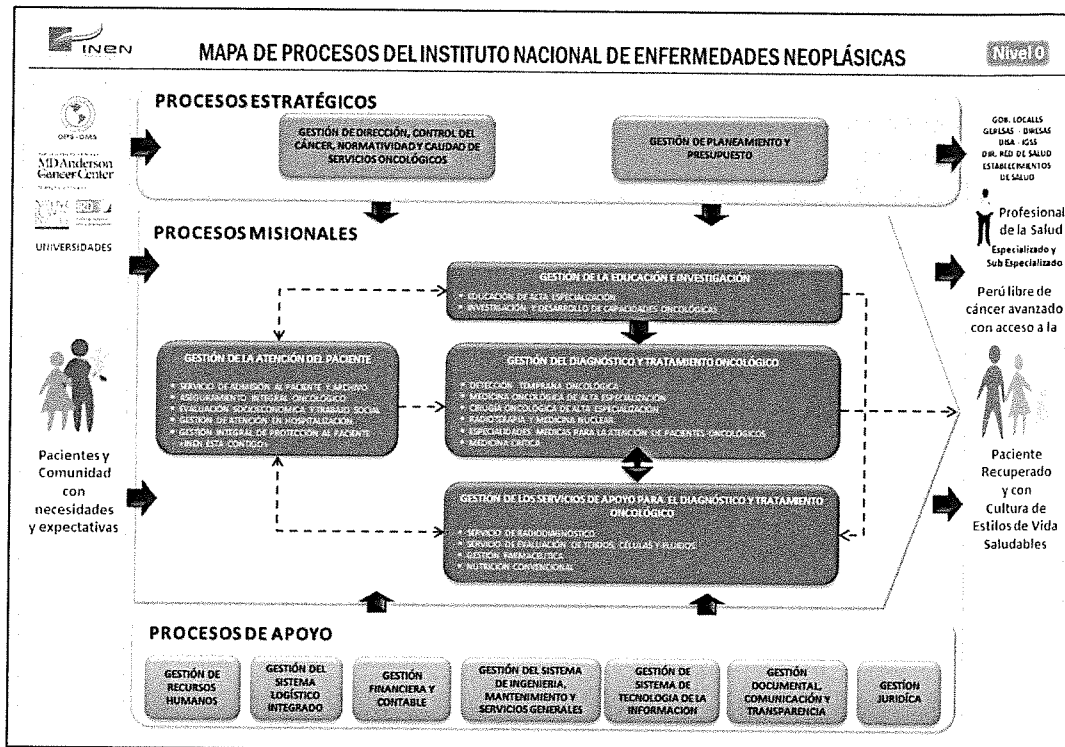 INEN
MAPA DE PROCESOS DEL INSTITUTO NACIONAL DE ENFERMEDADES NEOPLÁSICAS
Nivel 0
OPS-OMS
MD Anderson
Cancer Center
UNIVERSIDADES
Pacientes y
Comunidad
con
necesidades
y expectativas
PROCESOS ESTRATÉGICOS
GESTIÓN DE DIRECCIÓN, CONTROL DEL
CÁNCER, NORMATIVIDAD Y CALIDAD DE
SERVICIOS ONCOLÓGICOS
GESTIÓN DE PLANEAMIENTO Y
PRESUPUESTO
PROCESOS MISIONALES
GESTIÓN DE LA EDUCACIÓN E INVESTIGACIÓN
• EDUCACIÓN DE ALTA ESPECIALIZACIÓN
• INVESTIGACIÓN Y DESARROLLO DE CAPACIDADES ONCOLÓGICAS
GESTIÓN DE LA ATENCIÓN DEL PACIENTE
• SERVICIO DE ADMISIÓN AL PACIENTE Y ARCHIVO
• ASEGURAMIENTO INTEGRAL ONCOLÓGICO
• EVALUACIÓN SOCIOECONÓMICA Y TRABAJO SOCIAL
• GESTIÓN DE ATENCIÓN EN HOSPITALIZACIÓN
• GESTIÓN INTEGRAL DE PROTECCIÓN AL PACIENTE
«INEN ESTÁ CONTIGO»
GESTIÓN DEL DIAGNÓSTICO Y TRATAMIENTO ONCOLÓGICO
• DETECCIÓN TEMPRANA ONCOLÓGICA
• MEDICINA ONCOLÓGICA DE ALTA ESPECIALIZACIÓN
• CIRUGÍA ONCOLÓGICA DE ALTA ESPECIALIZACIÓN
• RADIOTERAPIA Y MEDICINA NUCLEAR
• ESPECIALIDADES MEDICAS PARA LA ATENCIÓN DE PACIENTES ONCOLÓGICOS
• MEDICINA CRÍTICA
GESTIÓN DE LOS SERVICIOS DE APOYO PARA EL DIAGNÓSTICO Y TRATAMIENTO
ONCOLÓGICO
• SERVICIO DE RADIODIAGNOSTICO
• SERVICIO DE EVALUACIÓN DE TEJIDOS, CÉLULAS Y FLUIDOS
• GESTIÓN FARMACÉUTICA
• NUTRICIÓN CONVENCIONAL
PROCESOS DE APOYO
GESTIÓN DE
RECURSOS
HUMANOS
GESTIÓN DEL
SISTEMA
LOGÍSTICO
INTEGRADO
GESTIÓN
FINANCIERA Y
CONTABLE
GESTIÓN DEL SISTEMA
DE INGENIERIA,
MANTENIMIENTO Y
SERVICIOS GENERALES
GESTIÓN DE
SISTEMA DE
TECNOLOGIA DE LA
INFORMACION
GESTIÓN
DOCUMENTAL,
COMUNICACIÓN Y
TRANSPARENCIA
GESTÍON
JURIDÍCA
GOB. LOCALES
GERESAS - DIRESAS
DISA - IGSS
DIR. RED DE SALUD
ESTABLECIMIENTOS
DE SALUD
Profesional
de la Salud
Especializado y
Sub Especializado
Perú libre de
cáncer avanzado
con acceso a la
Paciente
Recuperado
y con
Cultura de
Estilos de Vida
Saludables